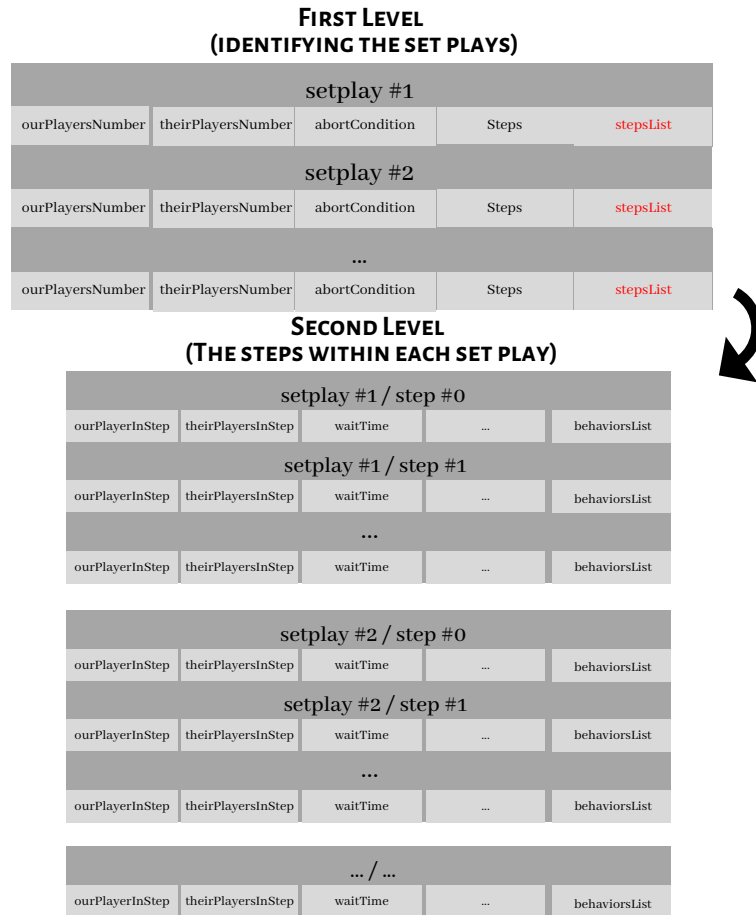 First Level
(identifying the set plays)
setplay #1
ourPlayersNumber theirPlayersNumber abortCondition Steps stepsList
setplay #2
ourPlayersNumber theirPlayersNumber abortCondition Steps stepsList
...
ourPlayersNumber theirPlayersNumber abortCondition Steps stepsList
Second Level
(The steps within each set play)
setplay #1 / step #0
ourPlayerInStep theirPlayersInStep waitTime ... behaviorsList
setplay #1 / step #1
ourPlayerInStep theirPlayersInStep waitTime ... behaviorsList
...
ourPlayerInStep theirPlayersInStep waitTime ... behaviorsList
setplay #2 / step #0
ourPlayerInStep theirPlayersInStep waitTime ... behaviorsList
setplay #2 / step #1
ourPlayerInStep theirPlayersInStep waitTime ... behaviorsList
...
ourPlayerInStep theirPlayersInStep waitTime ... behaviorsList
... / ...
ourPlayerInStep theirPlayersInStep waitTime ... behaviorsList